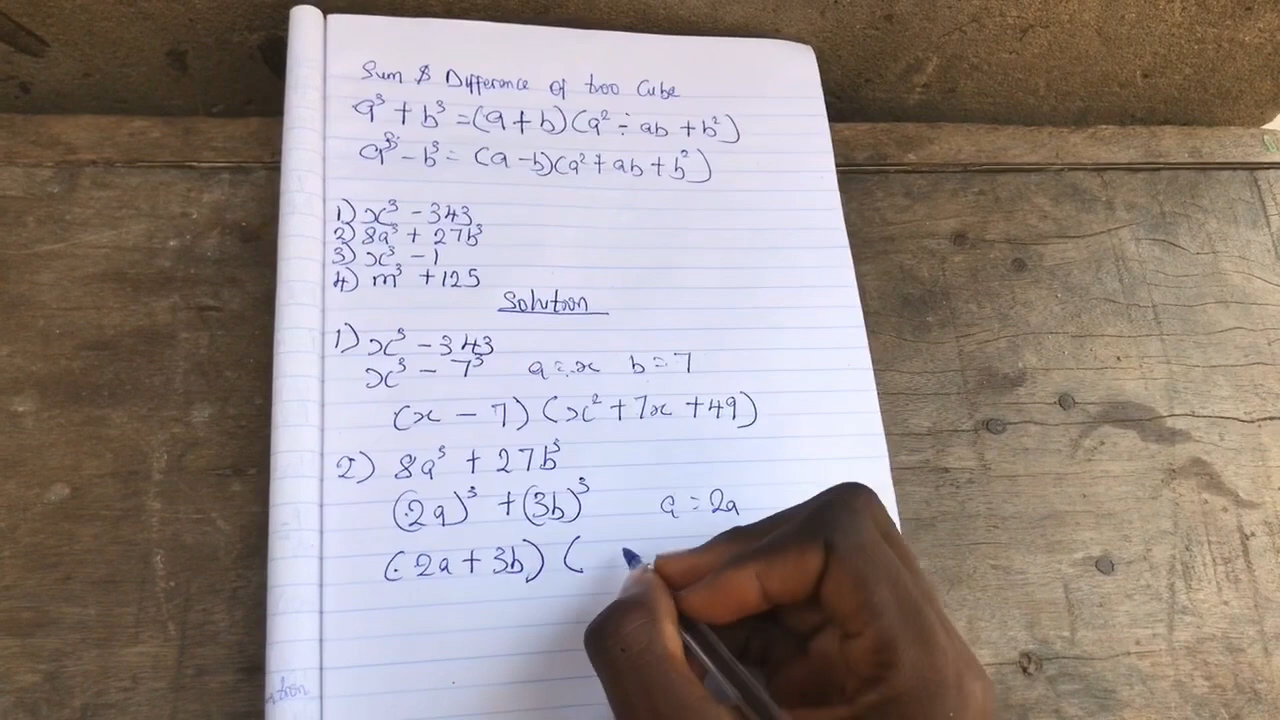 Sum $ Difference of two Cube
a³ + b³ = (a + b) (a² - ab + b²)
a³ - b³ = (a - b)(a² + ab + b²)
1) x³ - 343
2) 8a³ + 27b³
3) x³ - 1
4) m³ + 125
Solution
1) x³ - 343
x³ - 7³ a = x b = 7
(x - 7) (x² + 7x + 49)
2) 8a³ + 27b³
(2a)³ + (3b)³ a = 2a
(2a + 3b) (